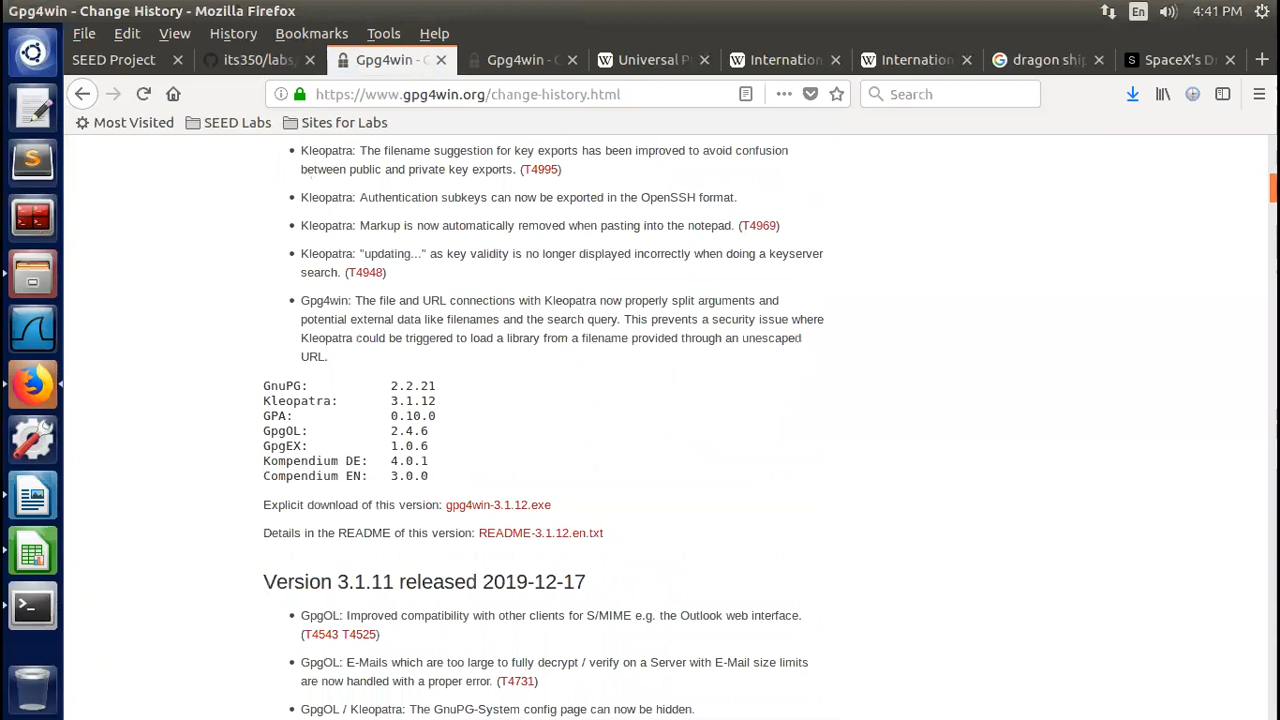 Gpg4win - Change History - Mozilla Firefox
En
4:41 PM
File Edit View History Bookmarks Tools Help
SEED Project
its350/labs
Gpg4win - C
Gpg4win - C
Universal P
Internation
Internation
dragon ship
SpaceX's D
https://www.gpg4win.org/change-history.html
Search
Most Visited
SEED Labs
Sites for Labs
Kleopatra: The filename suggestion for key exports has been improved to avoid confusion
between public and private key exports. (T4995)
Kleopatra: Authentication subkeys can now be exported in the OpenSSH format.
Kleopatra: Markup is now automatically removed when pasting into the notepad. (T4969)
Kleopatra: "updating..." as key validity is no longer displayed incorrectly when doing a keyserver
search. (T4948)
Gpg4win: The file and URL connections with Kleopatra now properly split arguments and
potential external data like filenames and the search query. This prevents a security issue where
Kleopatra could be triggered to load a library from a filename provided through an unescaped
URL.
GnuPG: 2.2.21
Kleopatra: 3.1.12
GPA: 0.10.0
GpgOL: 2.4.6
GpgEX: 1.0.6
Kompendium DE: 4.0.1
Compendium EN: 3.0.0
Explicit download of this version: gpg4win-3.1.12.exe
Details in the README of this version: README-3.1.12.en.txt
Version 3.1.11 released 2019-12-17
GpgOL: Improved compatibility with other clients for S/MIME e.g. the Outlook web interface.
(T4543 T4525)
GpgOL: E-Mails which are too large to fully decrypt / verify on a Server with E-Mail size limits
are now handled with a proper error. (T4731)
GpgOL / Kleopatra: The GnuPG-System config page can now be hidden.